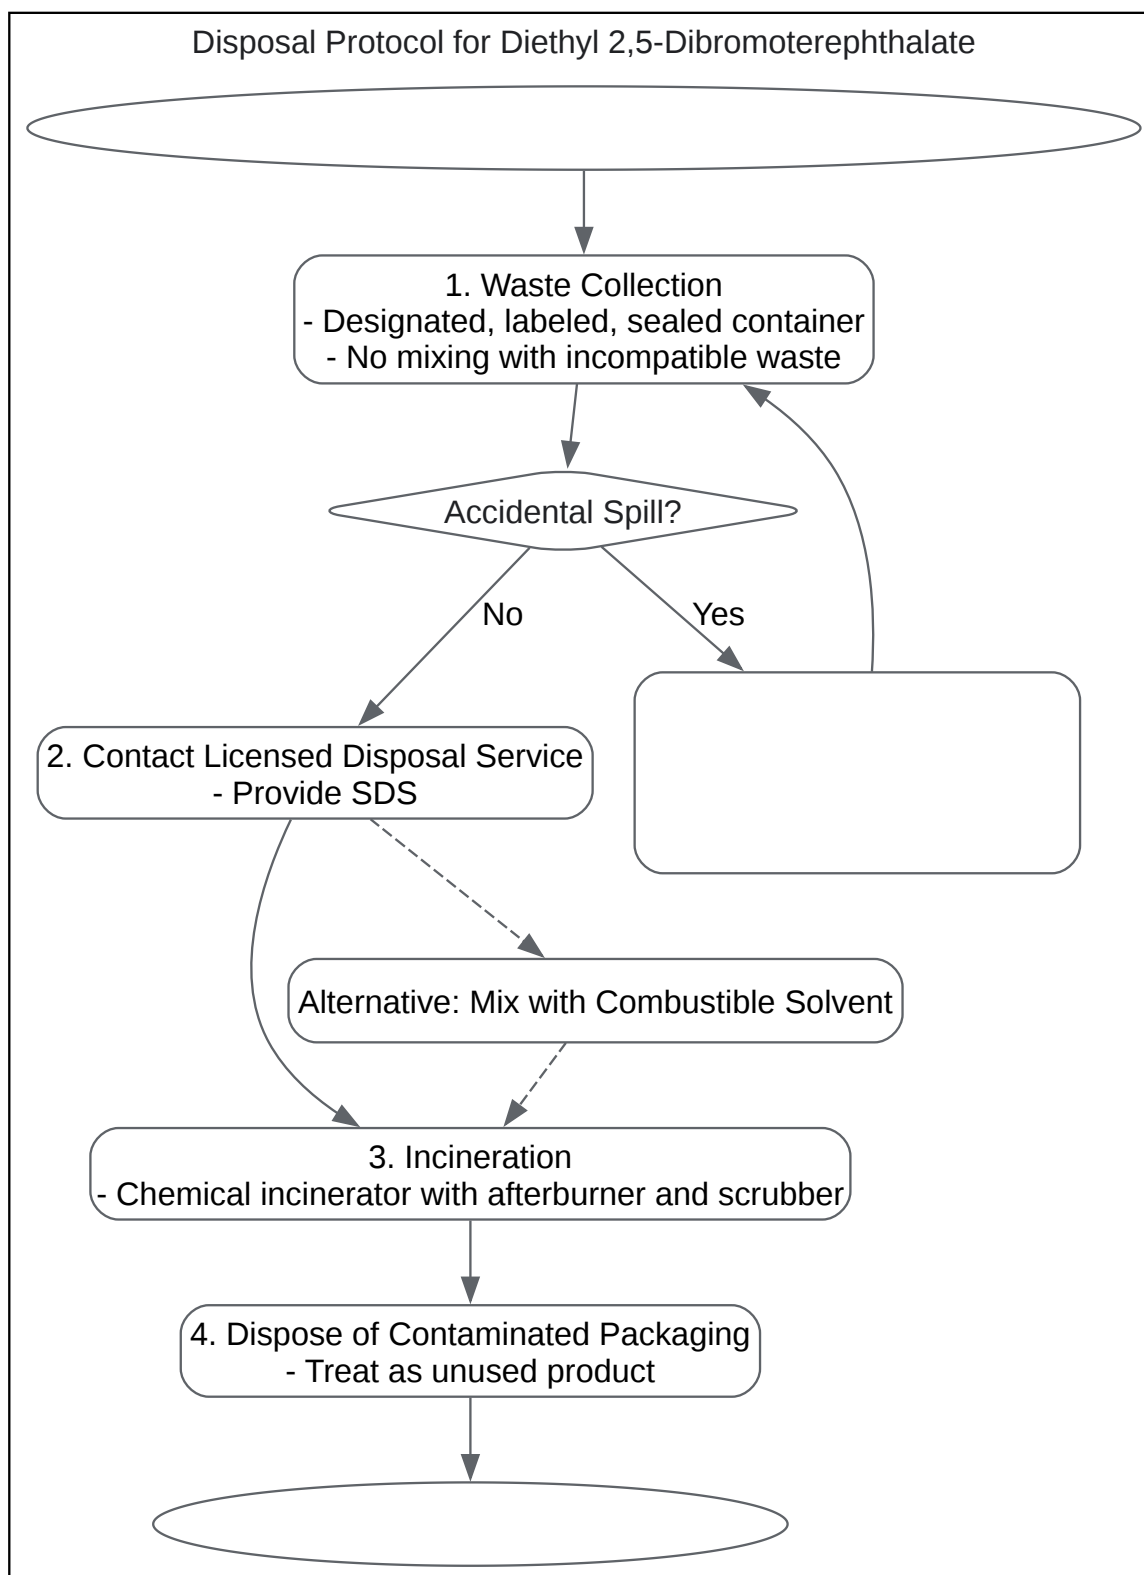 Disposal Protocol for Diethyl 2,5-Dibromoterephthalate
1. Waste Collection
- Designated, labeled, sealed container
- No mixing with incompatible waste
Accidental Spill?
No
Yes
2. Contact Licensed Disposal Service
- Provide SDS
Alternative: Mix with Combustible Solvent
3. Incineration
- Chemical incinerator with afterburner and scrubber
4. Dispose of Contaminated Packaging
- Treat as unused product